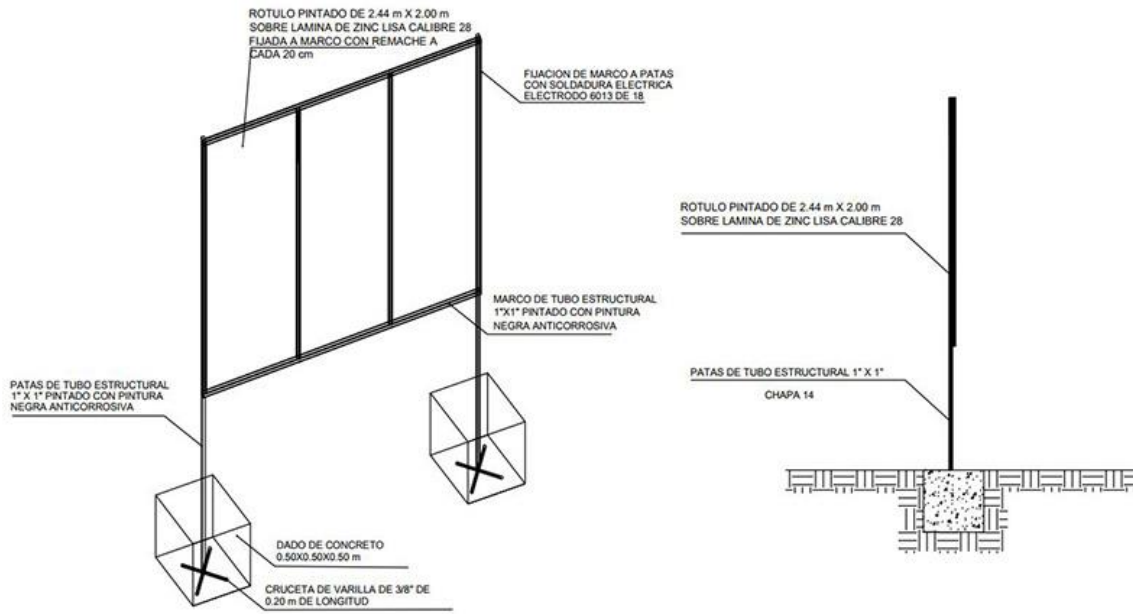 ROTULO PINTADO DE 2.44 m X 2.00 m
SOBRE LAMINA DE ZINC LISA CALIBRE 28
FIJADA A MARCO CON REMACHE A
CADA 20 cm
FIJACION DE MARCO A PATAS
CON SOLDADURA ELECTRICA
ELECTRODO 6013 DE 18
MARCO DE TUBO ESTRUCTURAL
1"X1" PINTADO CON PINTURA
NEGRA ANTICORROSIVA
PATAS DE TUBO ESTRUCTURAL
1" X 1" PINTADO CON PINTURA
NEGRA ANTICORROSIVA
DADO DE CONCRETO
0.50X0.50X0.50 m
CRUCETA DE VARILLA DE 3/8" DE
0.20 m DE LONGITUD
ROTULO PINTADO DE 2.44 m X 2.00 m
SOBRE LAMINA DE ZINC LISA CALIBRE 28
PATAS DE TUBO ESTRUCTURAL 1" X 1"
CHAPA 14